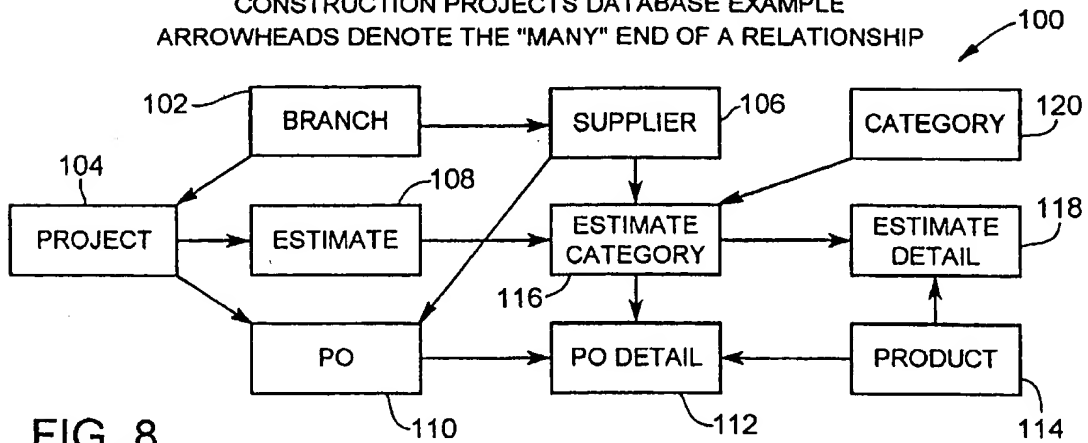 CONSTRUCTION PROJECTS DATABASE EXAMPLE
ARROWHEADS DENOTE THE "MANY" END OF A RELATIONSHIP
100
102
BRANCH
SUPPLIER
106
CATEGORY
120
104
PROJECT
108
ESTIMATE
ESTIMATE
CATEGORY
116
ESTIMATE
DETAIL
118
PO
110
PO DETAIL
112
PRODUCT
114
FIG. 8